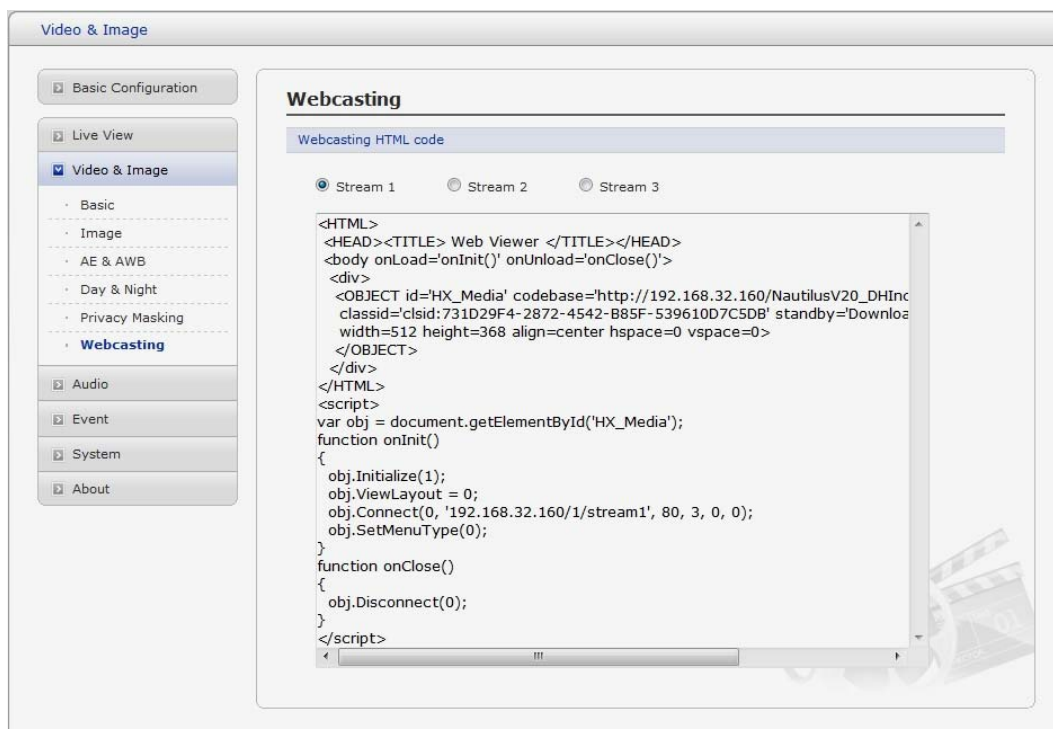 Video & Image
Basic Configuration
Live View
Video & Image
Basic
Image
AE & AWB
Day & Night
Privacy Masking
Webcasting
Audio
Event
System
About
Webcasting
Webcasting HTML code
Stream 1 Stream 2 Stream 3
<HTML>
<HEAD><TITLE> Web Viewer </TITLE></HEAD>
<body onLoad='onInit()' onUnload='onClose()'>
<div>
<OBJECT id='HX_Media' codebase='http://192.168.32.160/NautilusV20_DHInc
classid='clsid:731D29F4-2872-4542-B85F-539610D7C5DB' standby='Downloa
width=512 height=368 align=center hspace=0 vspace=0>
</OBJECT>
</div>
</HTML>
<script>
var obj = document.getElementById('HX_Media');
function onInit()
{
obj.Initialize(1);
obj.ViewLayout = 0;
obj.Connect(0, '192.168.32.160/1/stream1', 80, 3, 0, 0);
obj.SetMenuType(0);
}
function onClose()
{
obj.Disconnect(0);
}
</script>
01